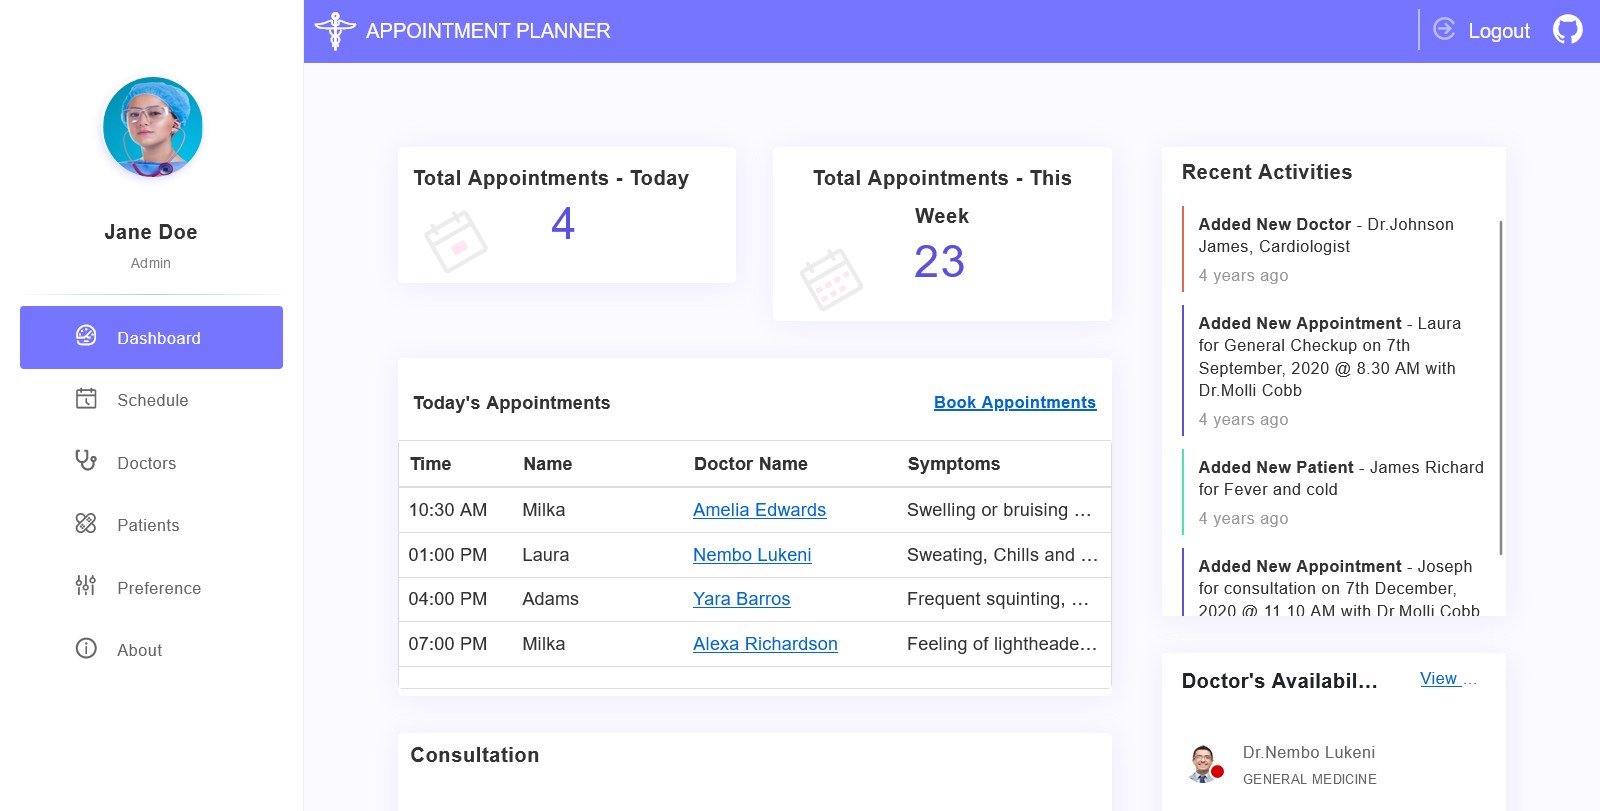 APPOINTMENT PLANNER
Logout
Jane Doe
Admin
Dashboard
Schedule
Doctors
Patients
Preference
About
Total Appointments - Today
4
Total Appointments - This
Week
23
Today's Appointments
Book Appointments
Time Name Doctor Name Symptoms
10:30 AM Milka Amelia Edwards Swelling or bruising ...
01:00 PM Laura Nembo Lukeni Sweating, Chills and ...
04:00 PM Adams Yara Barros Frequent squinting, ...
07:00 PM Milka Alexa Richardson Feeling of lightheade...
Consultation
Recent Activities
Added New Doctor - Dr.Johnson
James, Cardiologist
4 years ago
Added New Appointment - Laura
for General Checkup on 7th
September, 2020 @ 8.30 AM with
Dr.Molli Cobb
4 years ago
Added New Patient - James Richard
for Fever and cold
4 years ago
Added New Appointment - Joseph
for consultation on 7th December,
2020 @ 11.10 AM with Dr.Molli Cobb
Doctor's Availabil...
View ...
Dr.Nembo Lukeni
GENERAL MEDICINE